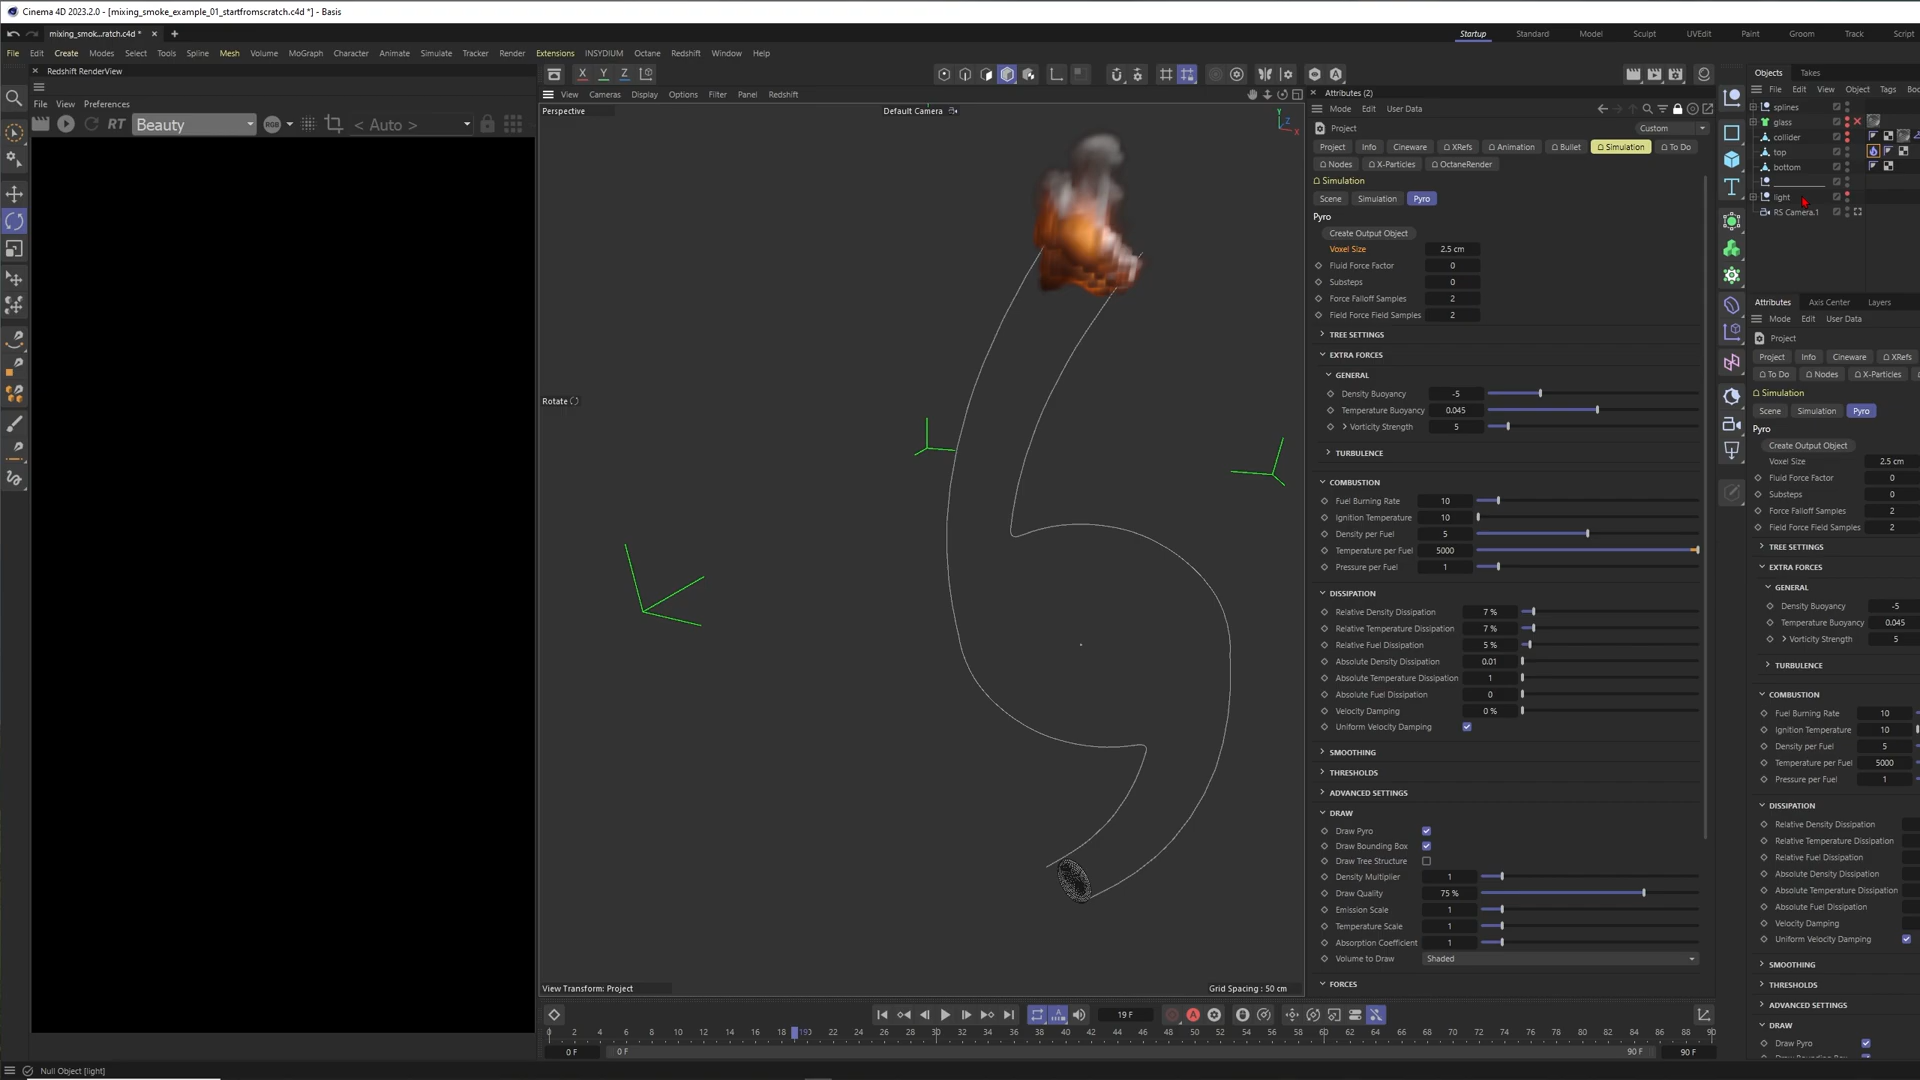 Cinema 4D 2023.2.0 - [mixing_smoke_example_01_startfromscratch.c4d *] - Basis
mixing_smok...ratch.c4d *
Startup Standard Model Sculpt UVEdit Paint Groom Track Script
File Edit Create Modes Select Tools Spline Mesh Volume MoGraph Character Animate Simulate Tracker Render Extensions INSYDIUM Octane Redshift Window Help
Redshift RenderView
File View Preferences
RT Beauty RGB < Auto >
X Y Z
View Cameras Display Options Filter Panel Redshift
Perspective
Default Camera
Rotate
View Transform: Project
Grid Spacing : 50 cm
Attributes (2)
Mode Edit User Data
Project
Custom
Project Info Cineware XRefs Animation Bullet Simulation To Do
Nodes X-Particles OctaneRender
Simulation
Scene Simulation Pyro
Pyro
Create Output Object
Voxel Size 2.5 cm
Fluid Force Factor 0
Substeps 0
Force Falloff Samples 2
Field Force Field Samples 2
TREE SETTINGS
EXTRA FORCES
GENERAL
Density Buoyancy -5
Temperature Buoyancy 0.045
Vorticity Strength 5
TURBULENCE
COMBUSTION
Fuel Burning Rate 10
Ignition Temperature 10
Density per Fuel 5
Temperature per Fuel 5000
Pressure per Fuel 1
DISSIPATION
Relative Density Dissipation 7 %
Relative Temperature Dissipation 7 %
Relative Fuel Dissipation 5 %
Absolute Density Dissipation 0.01
Absolute Temperature Dissipation 1
Absolute Fuel Dissipation 0
Velocity Damping 0 %
Uniform Velocity Damping
SMOOTHING
THRESHOLDS
ADVANCED SETTINGS
DRAW
Draw Pyro
Draw Bounding Box
Draw Tree Structure
Density Multiplier 1
Draw Quality 75 %
Emission Scale 1
Temperature Scale 1
Absorption Coefficient 1
Volume to Draw Shaded
FORCES
Objects Takes
File Edit View Object Tags
splines
glass
collider
top
bottom
light
RS Camera.1
Attributes Axis Center Layers
Mode Edit User Data
Project
Project Info Cineware XRefs
To Do Nodes X-Particles
Simulation
Scene Simulation Pyro
Pyro
Create Output Object
Voxel Size 2.5 cm
Fluid Force Factor 0
Substeps 0
Force Falloff Samples 2
Field Force Field Samples 2
TREE SETTINGS
EXTRA FORCES
GENERAL
Density Buoyancy -5
Temperature Buoyancy 0.045
Vorticity Strength 5
TURBULENCE
COMBUSTION
Fuel Burning Rate 10
Ignition Temperature 10
Density per Fuel 5
Temperature per Fuel 5000
Pressure per Fuel 1
DISSIPATION
Relative Density Dissipation
Relative Temperature Dissipation
Relative Fuel Dissipation
Absolute Density Dissipation
Absolute Temperature Dissipation
Absolute Fuel Dissipation
Velocity Damping
Uniform Velocity Damping
SMOOTHING
THRESHOLDS
ADVANCED SETTINGS
DRAW
Draw Pyro
19 F
0 2 4 6 8 10 12 14 16 18 19 22 24 26 28 30 32 34 36 38 40 42 44 46 48 50 52 54 56 58 60 62 64 66 68 70 72 74 76 78 80 82 84 86 88 90
0 F 0 F 90 F 90 F
Null Object [light]